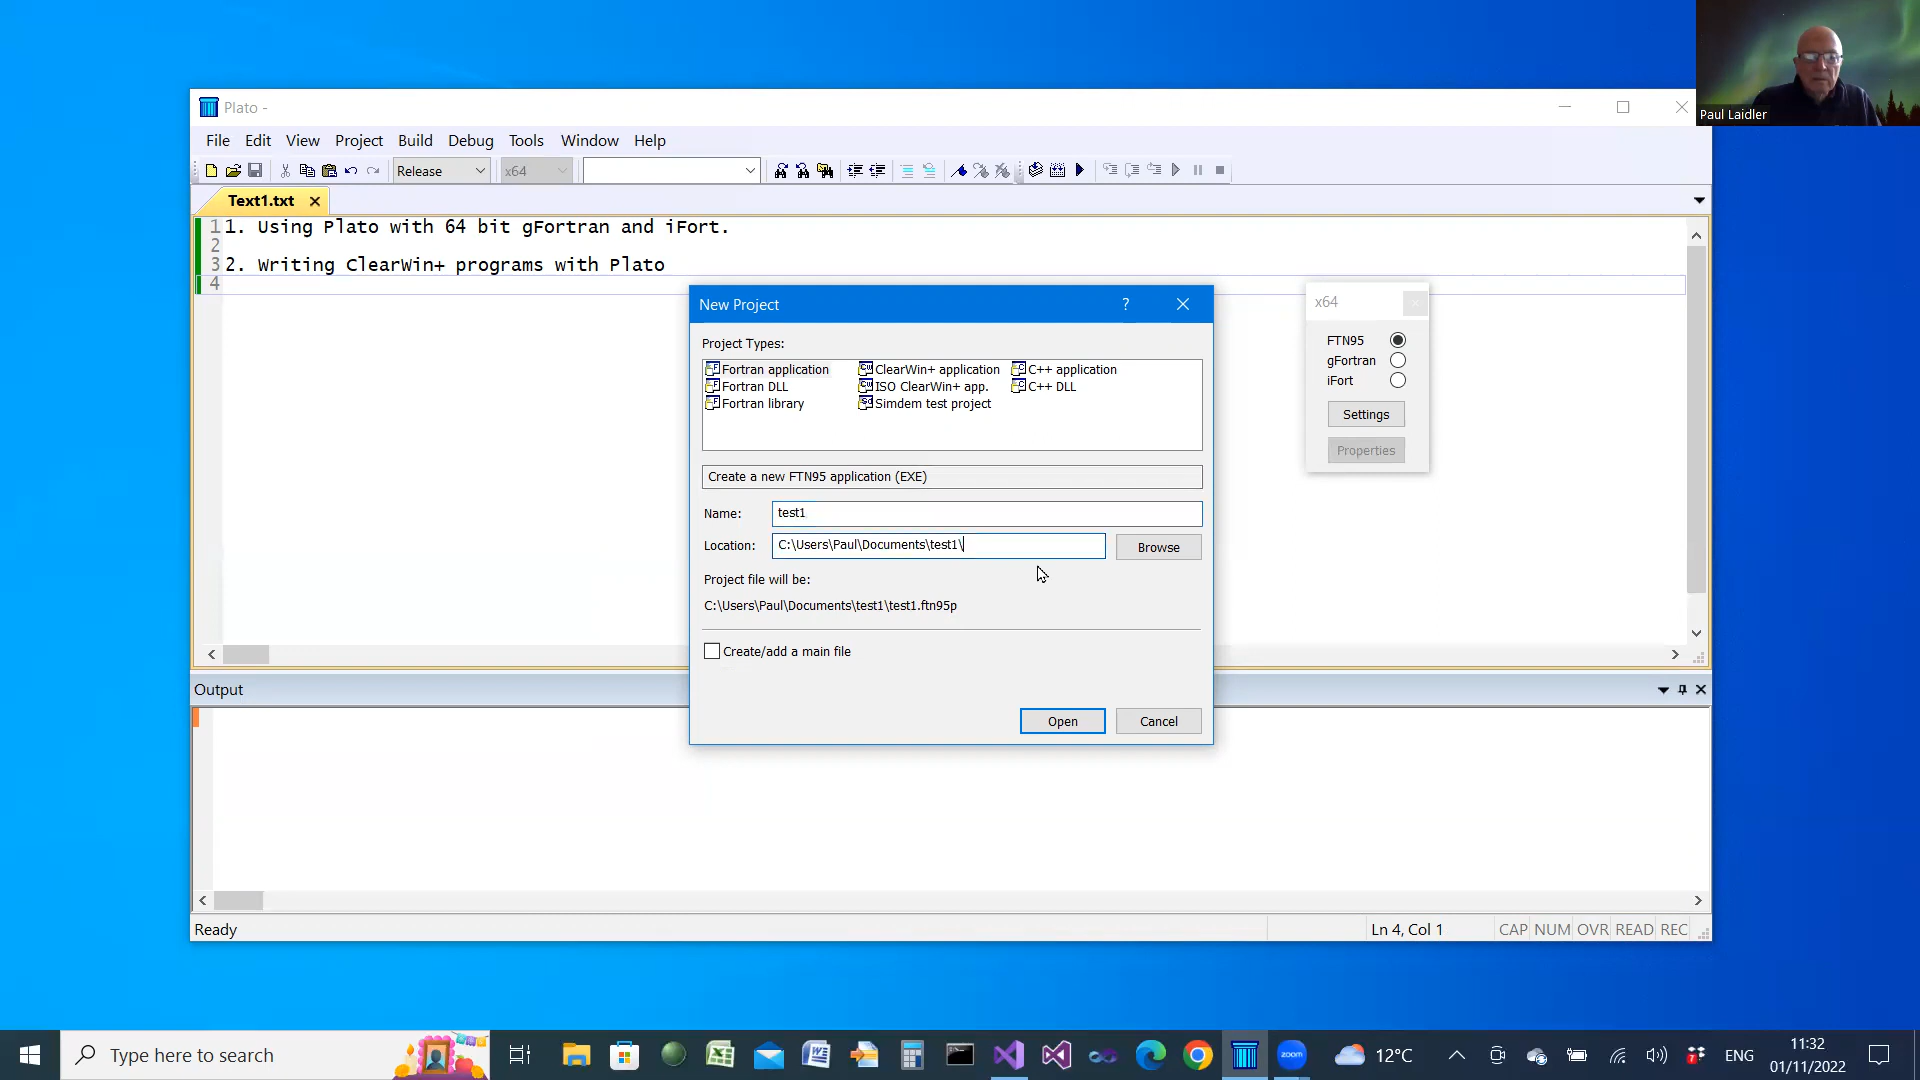 Paul Laidler
Plato -
File Edit View Project Build Debug Tools Window Help
Release x64
Text1.txt
1 1. Using Plato with 64 bit gFortran and iFort.
2
3 2. Writing ClearWin+ programs with Plato
4
New Project ?
Project Types:
Fortran application ClearWin+ application C++ application
Fortran DLL ISO ClearWin+ app. C++ DLL
Fortran library Simdem test project
Create a new FTN95 application (EXE)
Name: test1
Location: C:\Users\Paul\Documents\test1\ Browse
Project file will be:
C:\Users\Paul\Documents\test1\test1.ftn95p
Create/add a main file
Open Cancel
x64
FTN95
gFortran
iFort
Settings
Properties
Output
Ready Ln 4, Col 1 CAP NUM OVR READ REC
Type here to search zoom 12°C ENG 11:32
01/11/2022